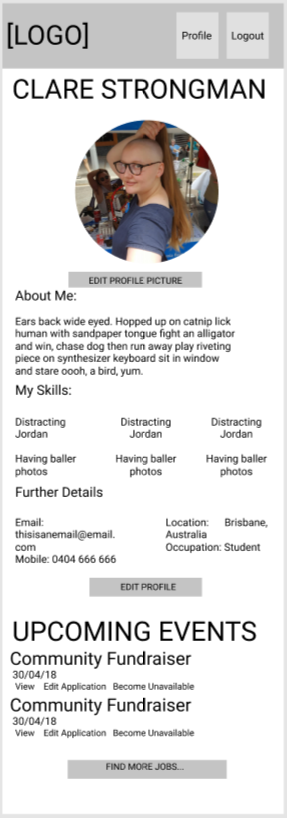 [LOGO]
Profile
Logout
CLARE STRONGMAN
EDIT PROFILE PICTURE
About Me:
Ears back wide eyed. Hopped up on catnip lick
human with sandpaper tongue fight an alligator
and win, chase dog then run away play riveting
piece on synthesizer keyboard sit in window
and stare oooh, a bird, yum.
My Skills:
Distracting Distracting Distracting
Jordan Jordan Jordan
Having baller Having baller Having baller
photos photos photos
Further Details
Email:
thisisanemail@email.
com
Mobile: 0404 666 666
Location: Brisbane,
Australia
Occupation: Student
EDIT PROFILE
UPCOMING EVENTS
Community Fundraiser
30/04/18
View Edit Application Become Unavailable
Community Fundraiser
30/04/18
View Edit Application Become Unavailable
FIND MORE JOBS...